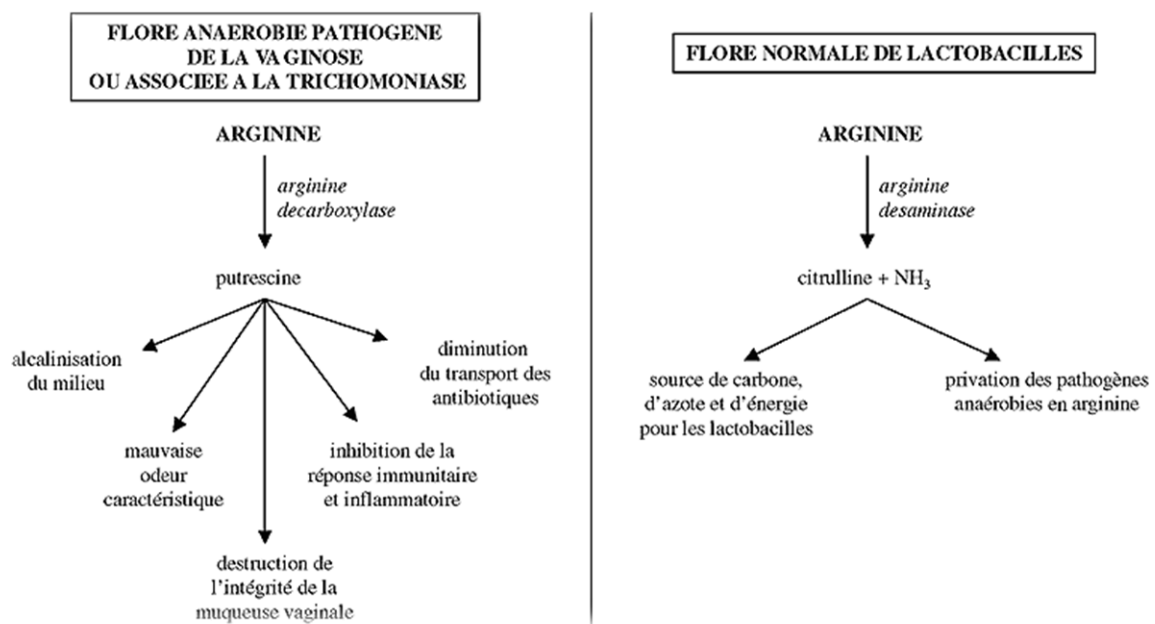 FLORE ANAEROBIE PATHOGENE
DE LA VAGINOSE
OU ASSOCIEE A LA TRICHOMONIASE
ARGININE
arginine
decarboxylase
putrescine
alcalinisation
du milieu
mauvaise
odeur
caractéristique
destruction de
l'intégrité de la
muqueuse vaginale
inhibition de la
réponse immunitaire
et inflammatoire
diminution
du transport des
antibiotiques
FLORE NORMALE DE LACTOBACILLES
ARGININE
arginine
desaminase
citrulline + NH₃
source de carbone,
d'azote et d'énergie
pour les lactobacilles
privation des pathogènes
anaérobies en arginine